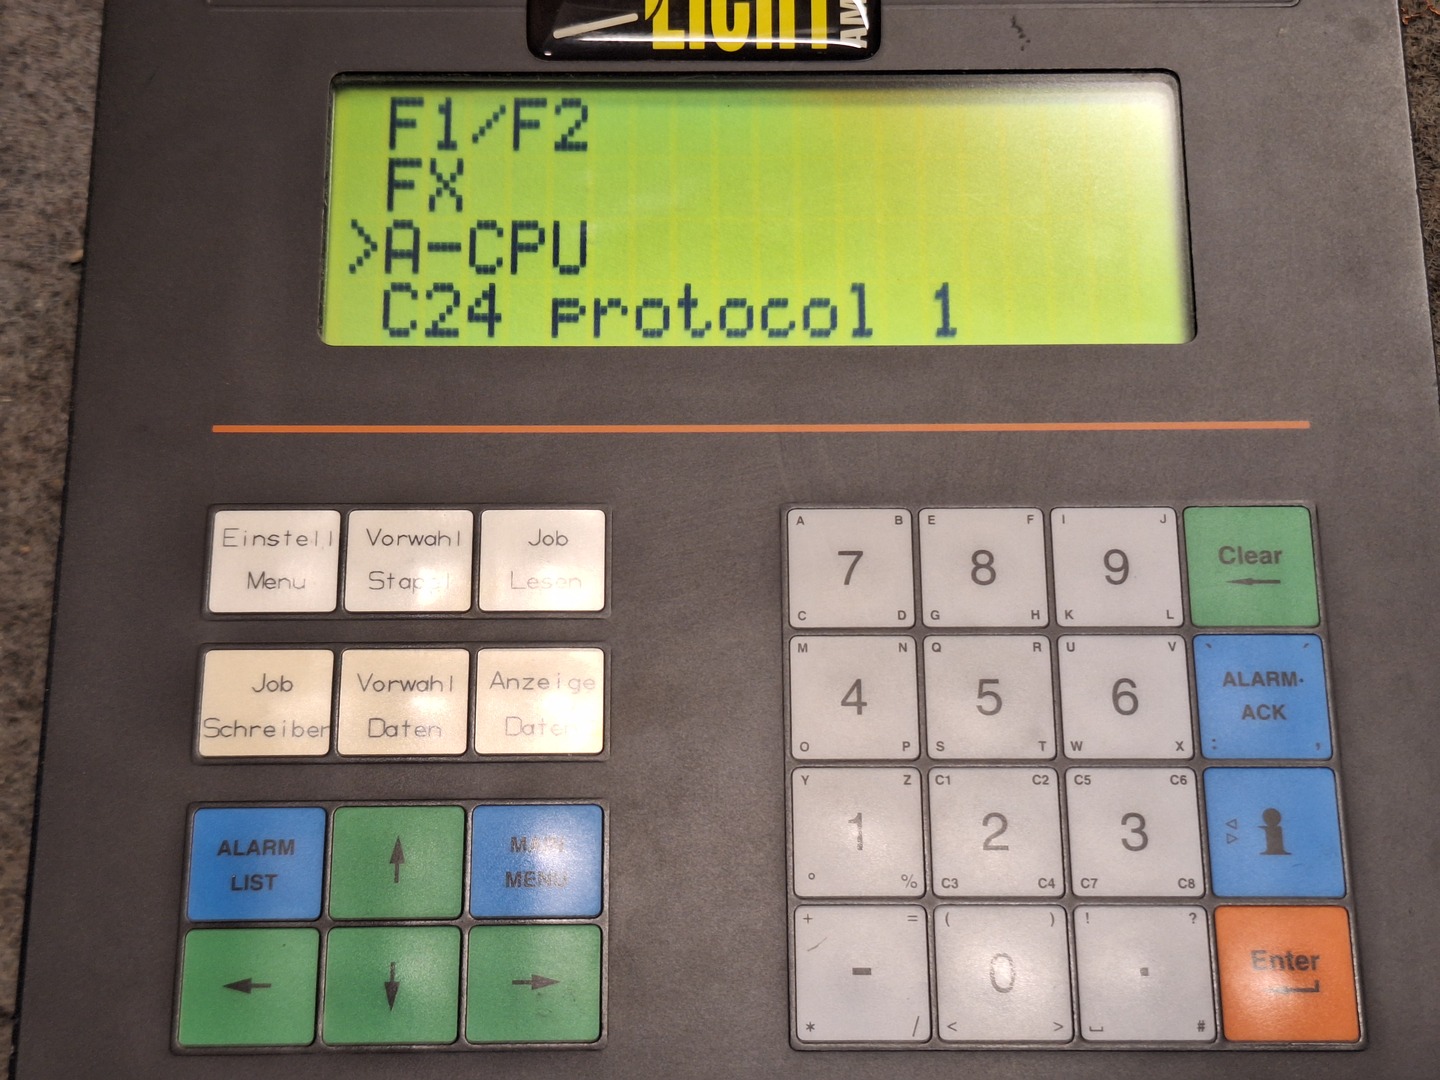 LIGHT
AM
F1/F2
FX
>A-CPU
C24 protocol 1
Einstell
Menu
Vorwahl
Stapel
Job
Lesen
Job
Schreiben
Vorwahl
Daten
Anzeige
Daten
ALARM
LIST
↑
MAIN
MENU
←
↓
→
A B
7
C D
E F
8
G H
I J
9
K L
Clear
←
M N
4
O P
Q R
5
S T
U V
6
W X
ALARM·
ACK
: ,
Y Z
1
° %
C1 C2
2
C3 C4
C5 C6
3
C7 C8
i
+ =
-
* /
( )
0
< >
! ?
.
⎵ #
Enter